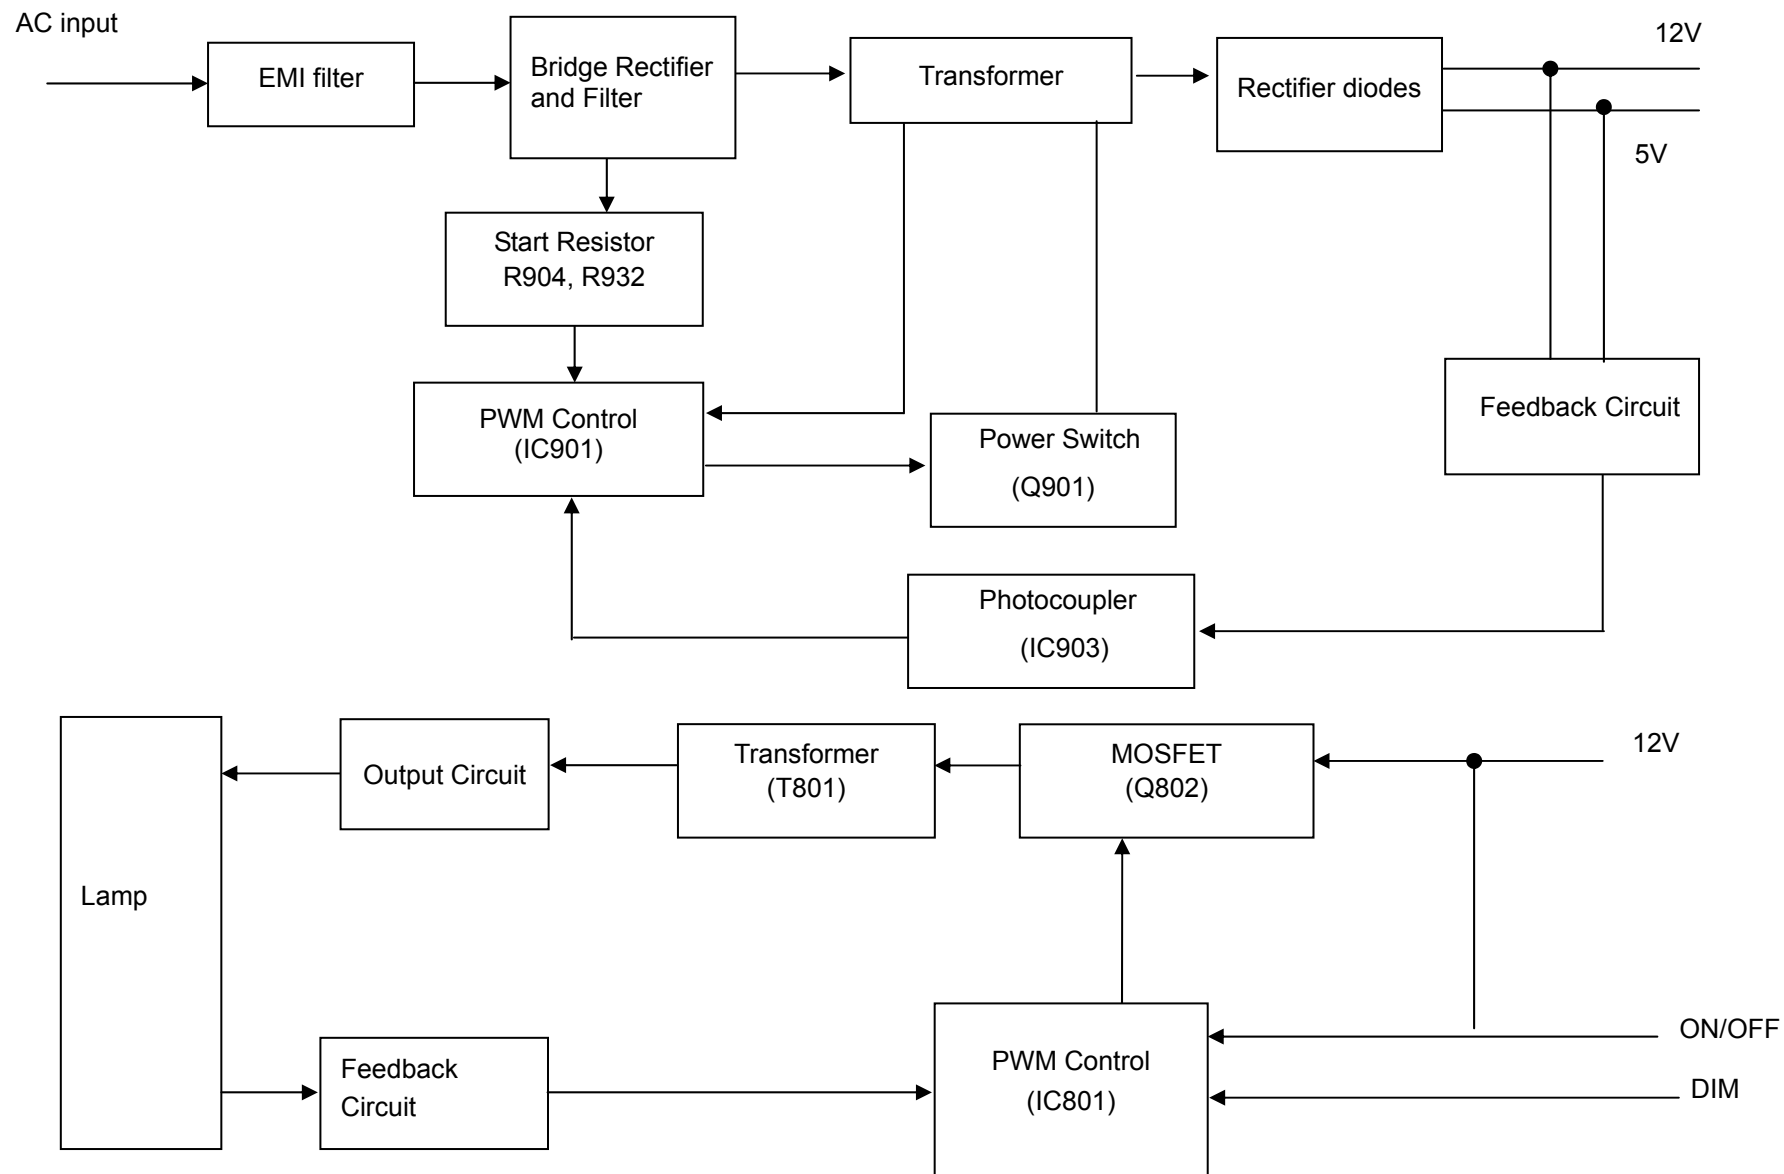 AC input
EMI filter
Bridge Rectifier
and Filter
Transformer
Rectifier diodes
12V
5V
Start Resistor
R904, R932
PWM Control
(IC901)
Power Switch
(Q901)
Feedback Circuit
Photocoupler
(IC903)
Lamp
Output Circuit
Transformer
(T801)
MOSFET
(Q802)
12V
Feedback
Circuit
PWM Control
(IC801)
ON/OFF
DIM